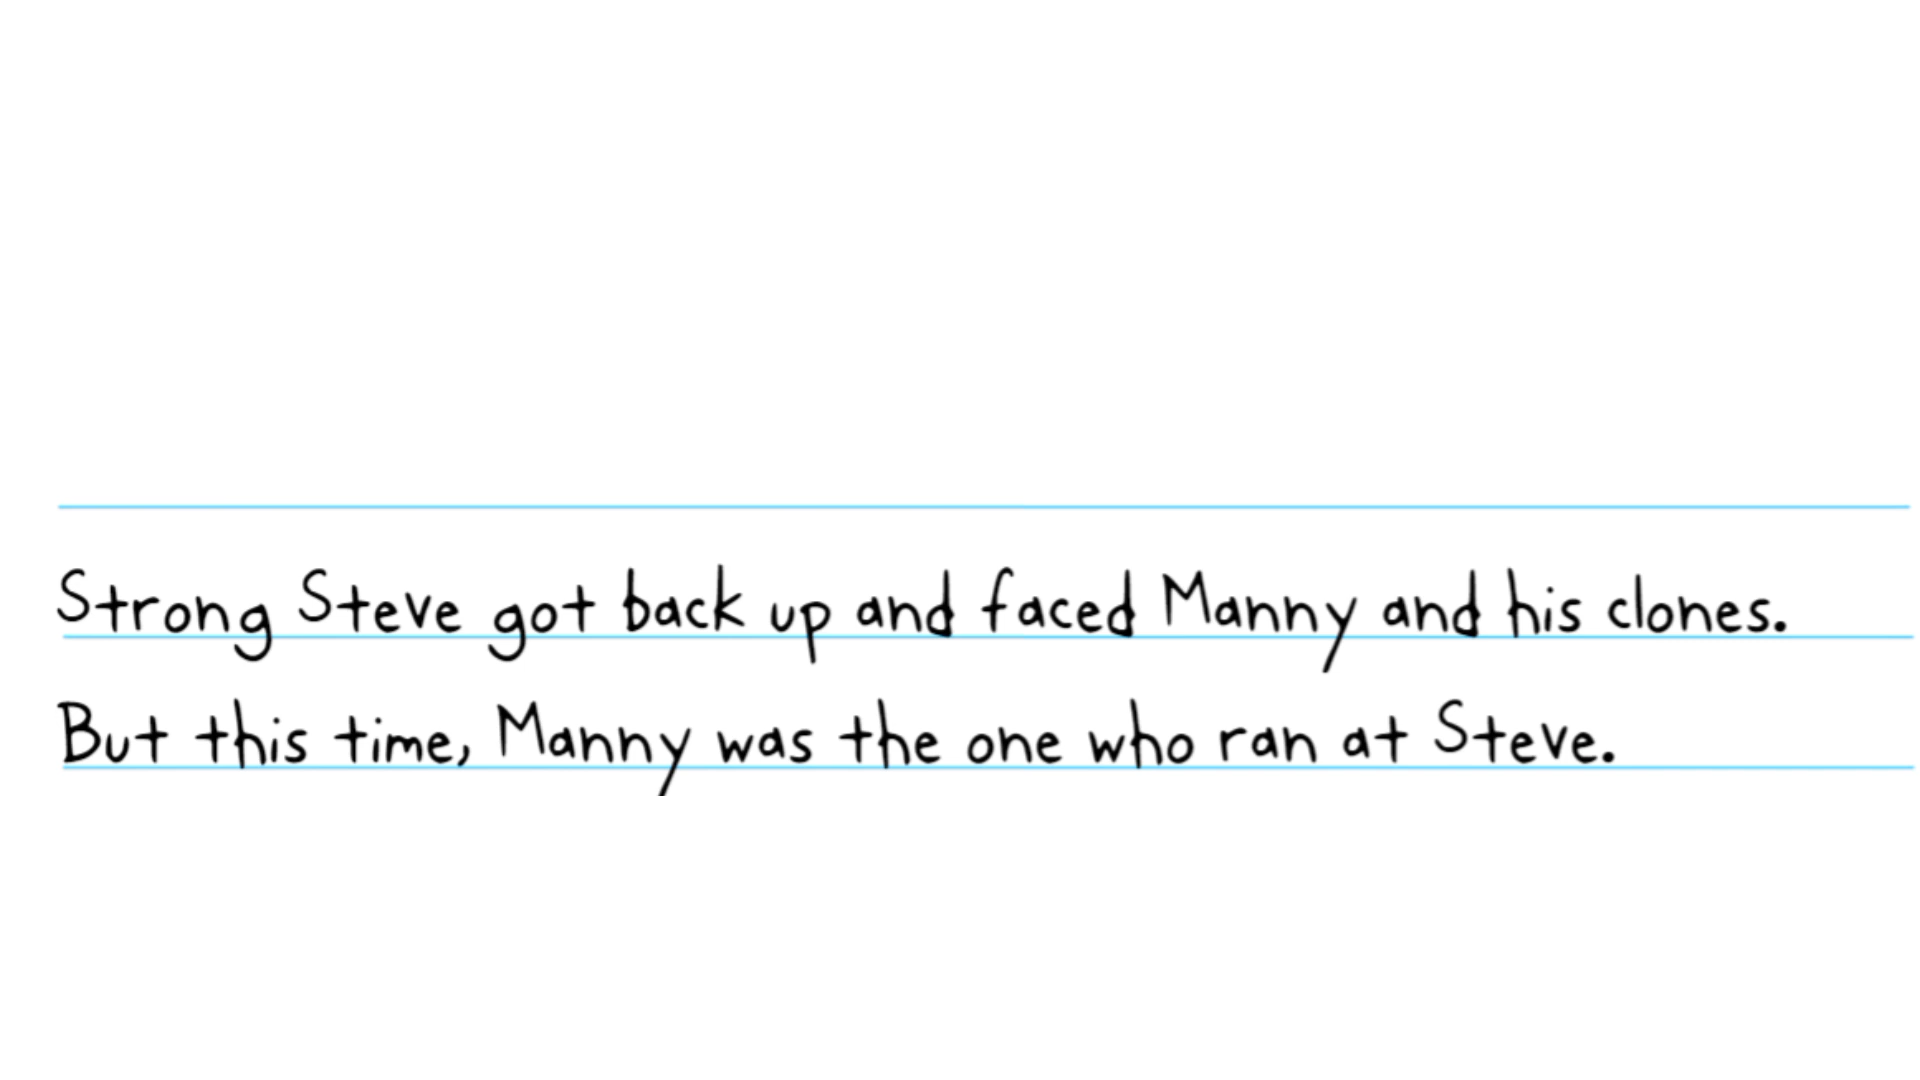 Strong Steve got back up and faced Manny and his clones.
But this time, Manny was the one who ran at Steve.